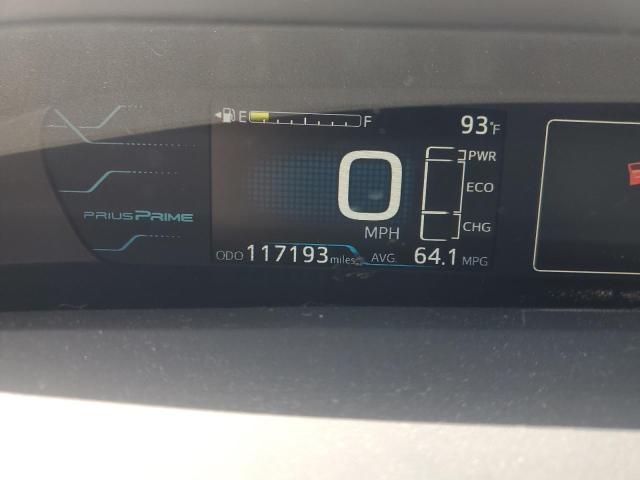 E F 93°F
0
MPH
PWR
ECO
CHG
PRIUS PRIME
ODO 117193 miles AVG. 64.1 MPG